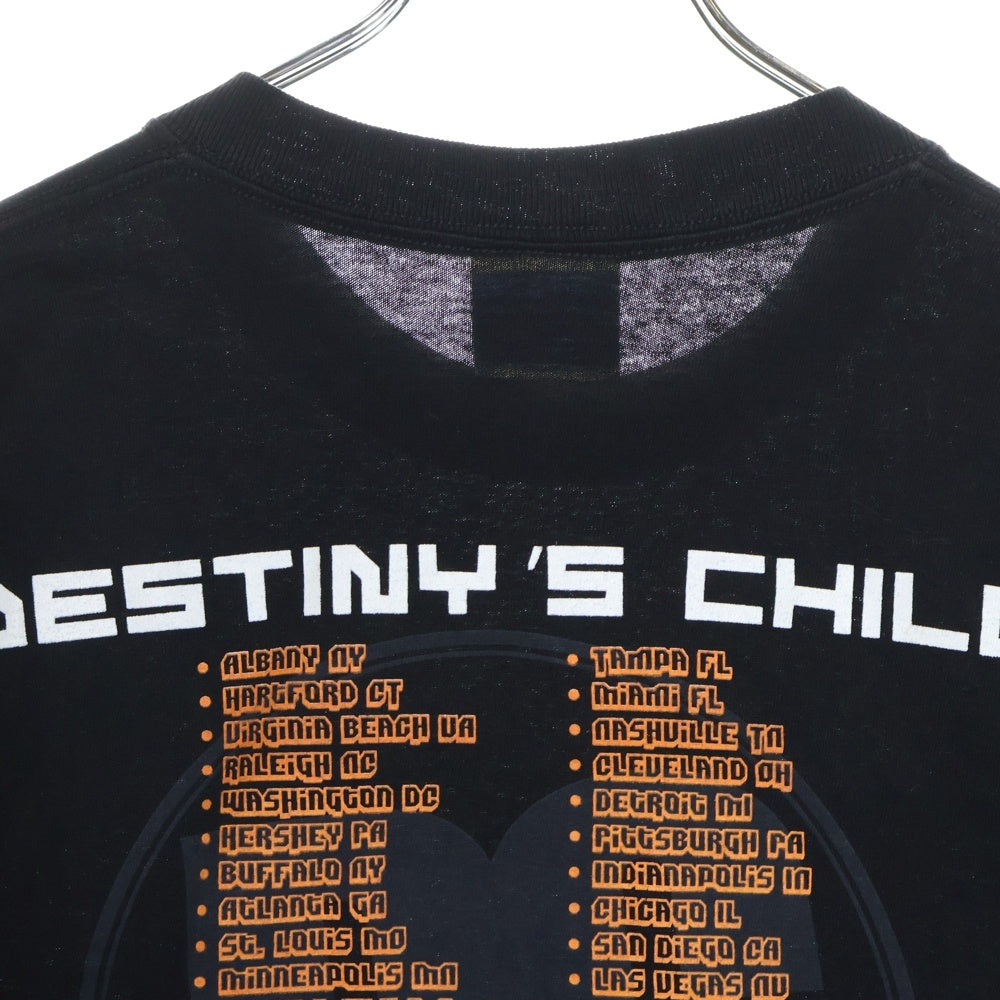 DESTINY'S CHIL
ALBANY NY
HARTFORD CT
VIRGINIA BEACH VA
RALEIGH NC
WASHINGTON DC
HERSHEY PA
BUFFALO NY
ATLANTA GA
ST. LOUIS MO
MINNEAPOLIS MN
TAMPA FL
MIAMI FL
NASHVILLE TN
CLEVELAND OH
DETROIT MI
PITTSBURGH PA
INDIANAPOLIS IN
CHICAGO IL
SAN DIEGO CA
LAS VEGAS NV